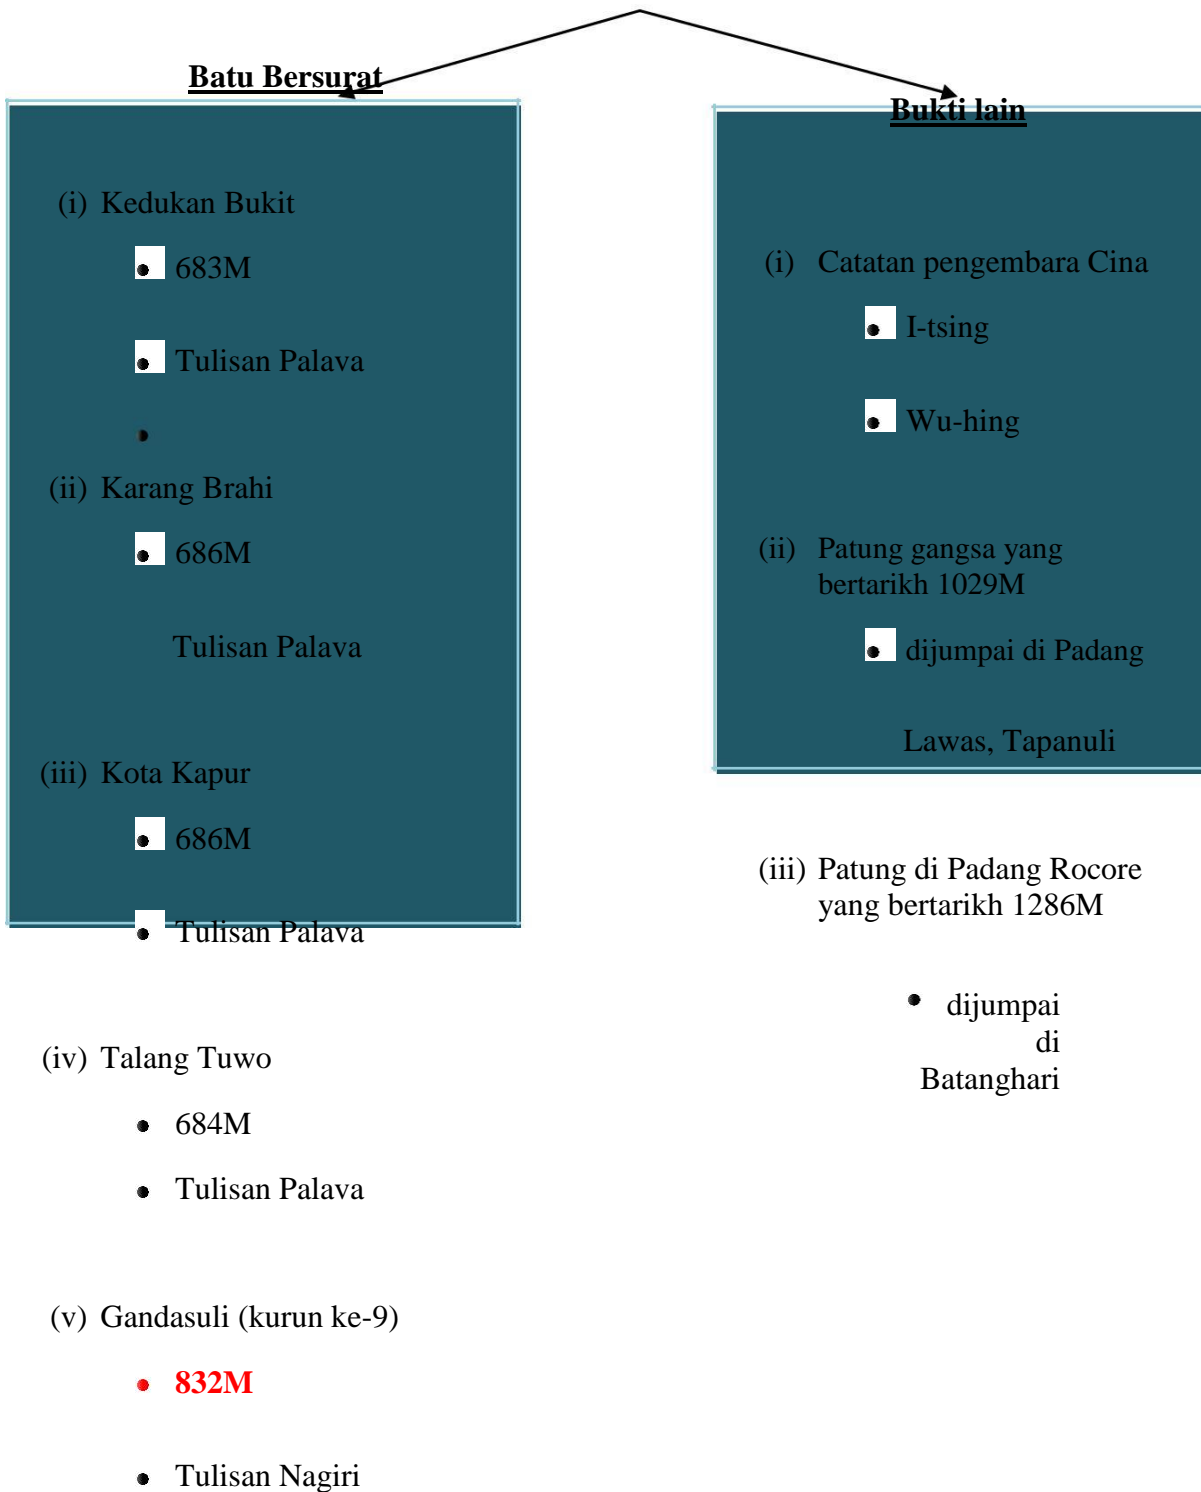 Batu Bersurat
(i) Kedukan Bukit
• 683M
• Tulisan Palava
•
(ii) Karang Brahi
• 686M
Tulisan Palava
(iii) Kota Kapur
• 686M
• Tulisan Palava
(iv) Talang Tuwo
• 684M
• Tulisan Palava
(v) Gandasuli (kurun ke-9)
• 832M
• Tulisan Nagiri
Bukti lain
(i) Catatan pengembara Cina
• I-tsing
• Wu-hing
(ii) Patung gangsa yang
bertarikh 1029M
• dijumpai di Padang
Lawas, Tapanuli
(iii) Patung di Padang Rocore
yang bertarikh 1286M
• dijumpai
di
Batanghari